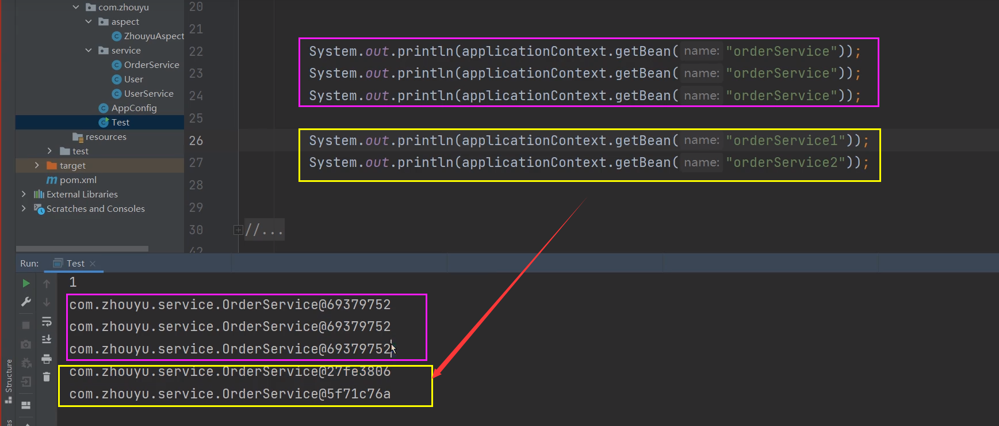 com.zhouyu
aspect
ZhouyuAspect
service
OrderService
User
UserService
AppConfig
Test
resources
test
target
pom.xml
External Libraries
Scratches and Consoles
20
21
22 System.out.println(applicationContext.getBean( name: "orderService"));
23 System.out.println(applicationContext.getBean( name: "orderService"));
24 System.out.println(applicationContext.getBean( name: "orderService"));
25
26 System.out.println(applicationContext.getBean( name: "orderService1"));
27 System.out.println(applicationContext.getBean( name: "orderService2"));
28
29
30 //...
42
Run: Test
1
com.zhouyu.service.OrderService@69379752
com.zhouyu.service.OrderService@69379752
com.zhouyu.service.OrderService@69379752
com.zhouyu.service.OrderService@27fe3806
com.zhouyu.service.OrderService@5f71c76a
Structure